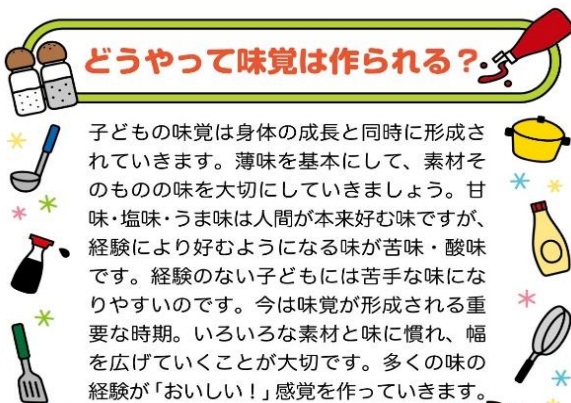 どうやって味覚は作られる？
子どもの味覚は身体の成長と同時に形成さ
れていきます。薄味を基本にして、素材そ
のものの味を大切にしていきましょう。甘
味・塩味・うま味は人間が本来好む味ですが、
経験により好むようになる味が苦味・酸味
です。経験のない子どもには苦手な味にな
りやすいのです。今は味覚が形成される重
要な時期。いろいろな素材と味に慣れ、幅
を広げていくことが大切です。多くの味の
経験が「おいしい！」感覚を作っていきます。